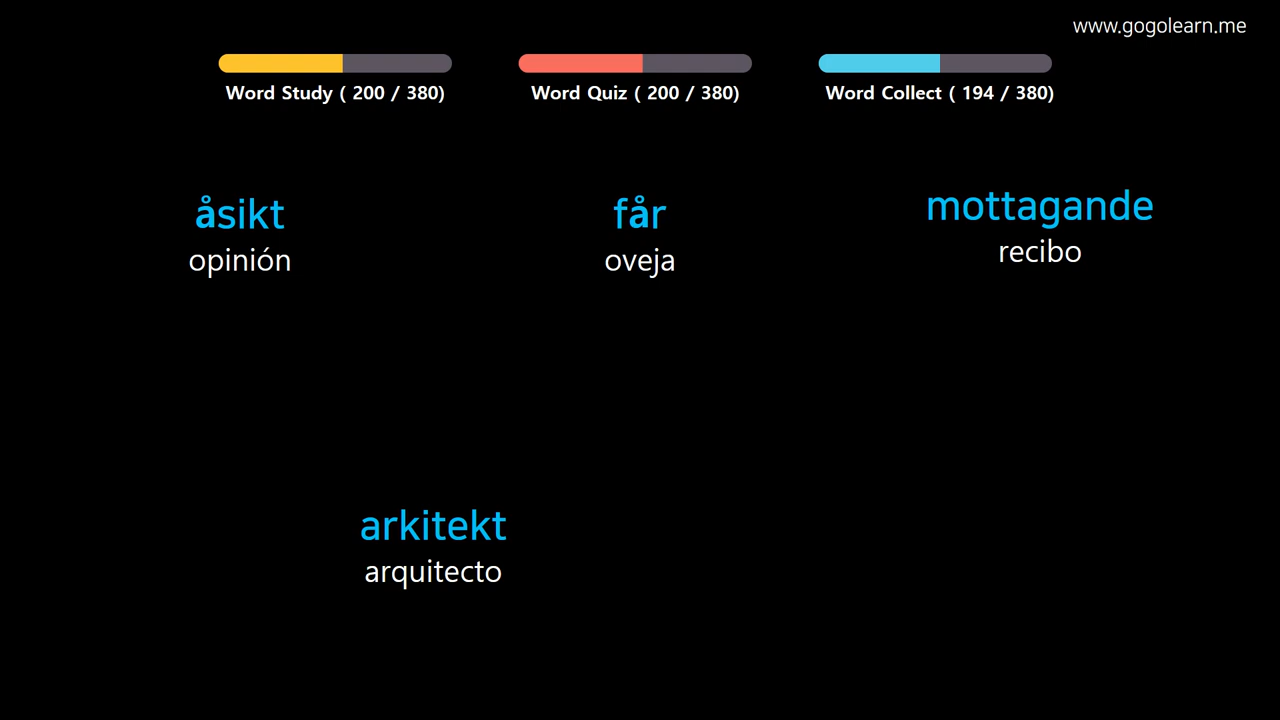 www.gogolearn.me
Word Study ( 200 / 380)
Word Quiz ( 200 / 380)
Word Collect ( 194 / 380)
åsikt
opinión
får
oveja
mottagande
recibo
arkitekt
arquitecto